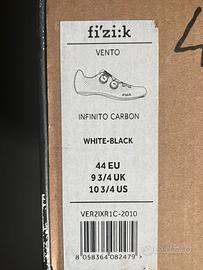 fi'zi:k
VENTO
INFINITO CARBON
WHITE-BLACK
44 EU
9 3/4 UK
10 3/4 US
VER2IXR1C-2010
8 058364 082479 >